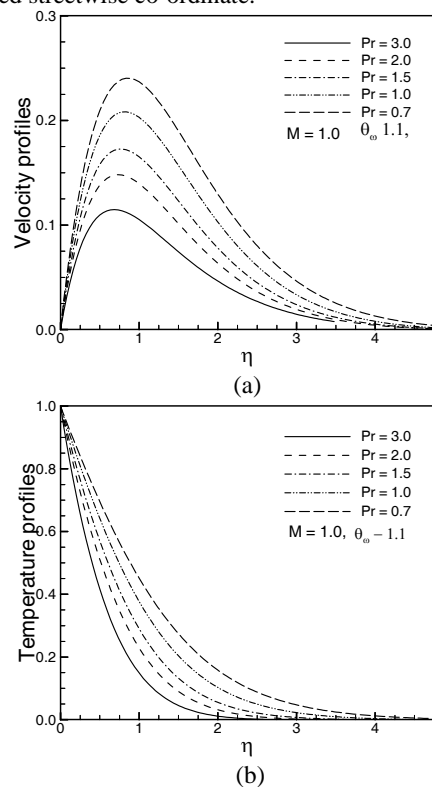 ed streetwise co-ordinate.
0.3
0.2
0.1
0.0
Velocity profiles
0 1 2 3 4
η
Pr = 3.0
Pr = 2.0
Pr = 1.5
Pr = 1.0
Pr = 0.7
M = 1.0 θω 1.1,
(a)
1.0
0.8
0.6
0.4
0.2
0.0
Temperature profiles
0 1 2 3 4
η
Pr = 3.0
Pr = 2.0
Pr = 1.5
Pr = 1.0
Pr = 0.7
M = 1.0, θω – 1.1
(b)